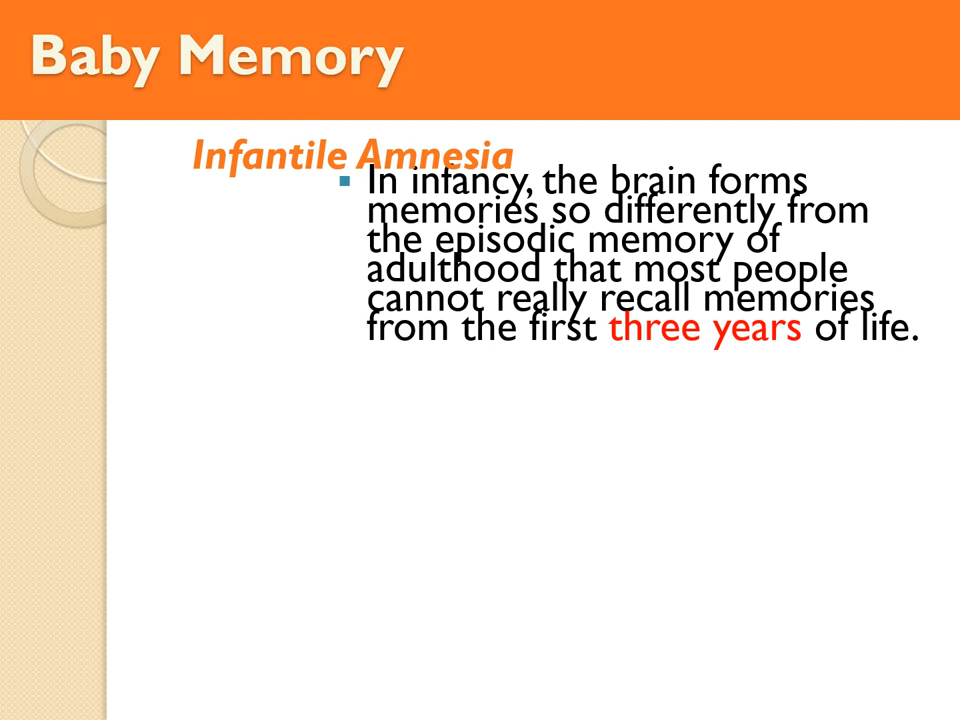 Baby Memory
Infantile Amnesia
▪ In infancy, the brain forms
memories so differently from
the episodic memory of
adulthood that most people
cannot really recall memories
from the first three years of life.